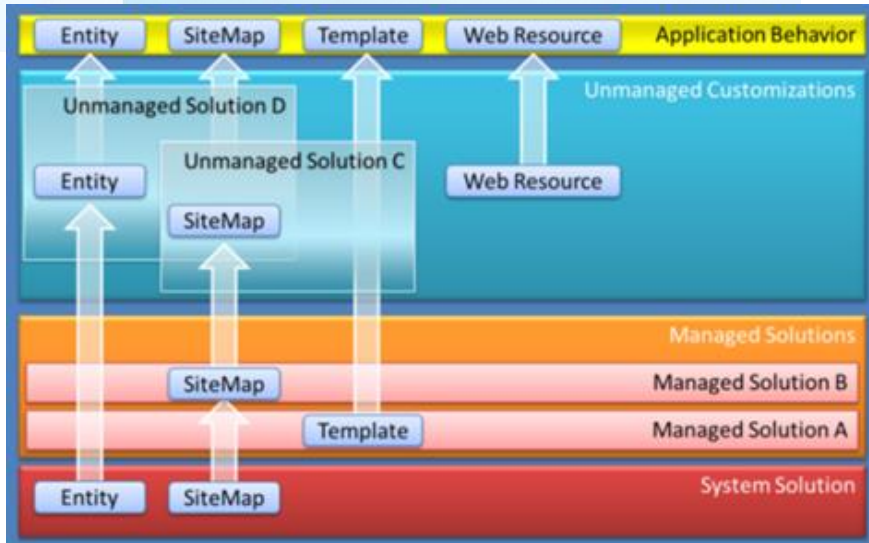 Entity SiteMap Template Web Resource Application Behavior
Unmanaged Customizations
Unmanaged Solution D
Unmanaged Solution C
Entity Web Resource
SiteMap
Managed Solutions
SiteMap Managed Solution B
Template Managed Solution A
System Solution
Entity SiteMap